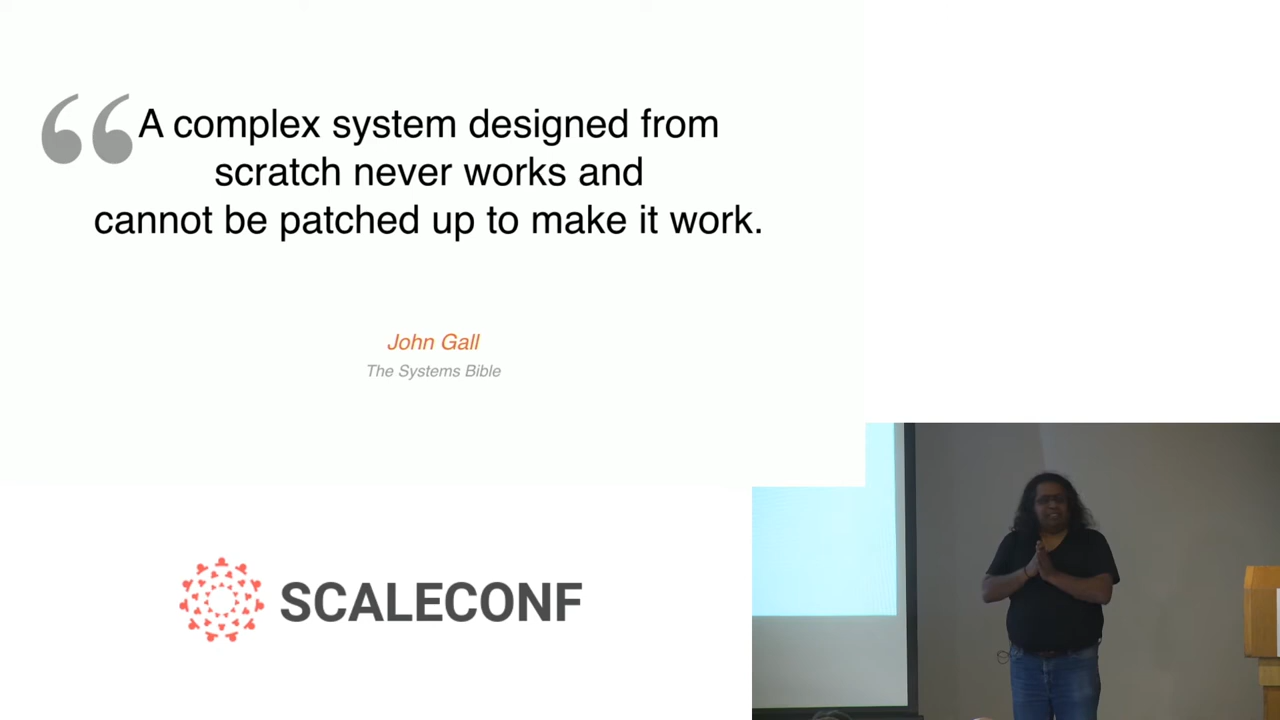 A complex system designed from
scratch never works and
cannot be patched up to make it work.
John Gall
The Systems Bible
SCALECONF